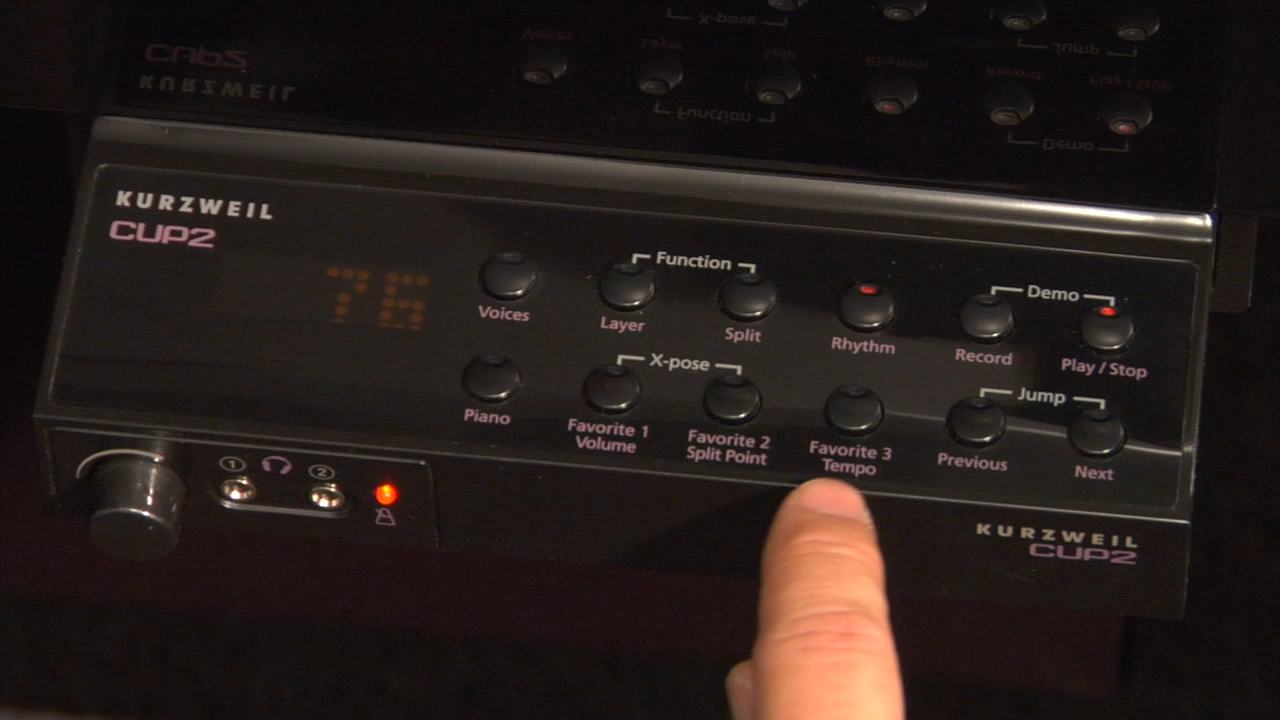 KURZWEIL
CUP2
76
Function
Demo
Voices
Layer
Split
Rhythm
Record
Play / Stop
X-pose
Jump
Piano
Favorite 1
Volume
Favorite 2
Split Point
Favorite 3
Tempo
Previous
Next
1
2
KURZWEIL
CUP2